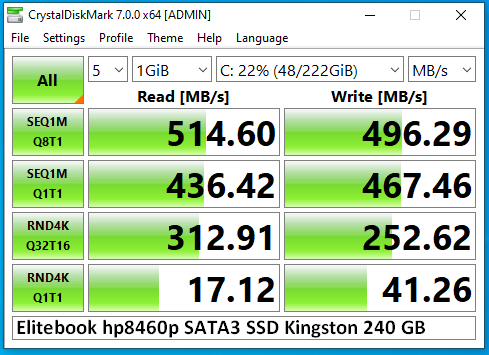 CrystalDiskMark 7.0.0 x64 [ADMIN]
File Settings Profile Theme Help Language
All 5 1GiB C: 22% (48/222GiB) MB/s
Read [MB/s] Write [MB/s]
SEQ1M
Q8T1 514.60 496.29
SEQ1M
Q1T1 436.42 467.46
RND4K
Q32T16 312.91 252.62
RND4K
Q1T1 17.12 41.26
Elitebook hp8460p SATA3 SSD Kingston 240 GB